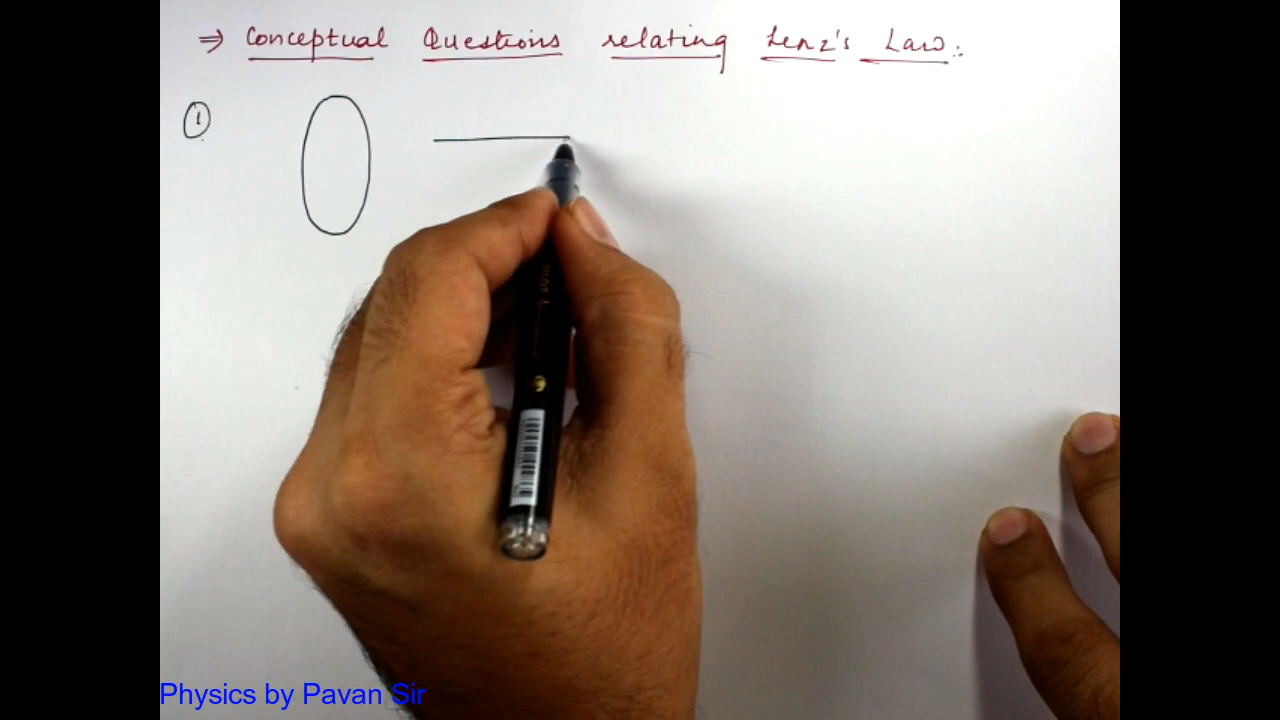 ⇒ Conceptual Questions relating Lenz's Law :
①
Physics by Pavan Sir